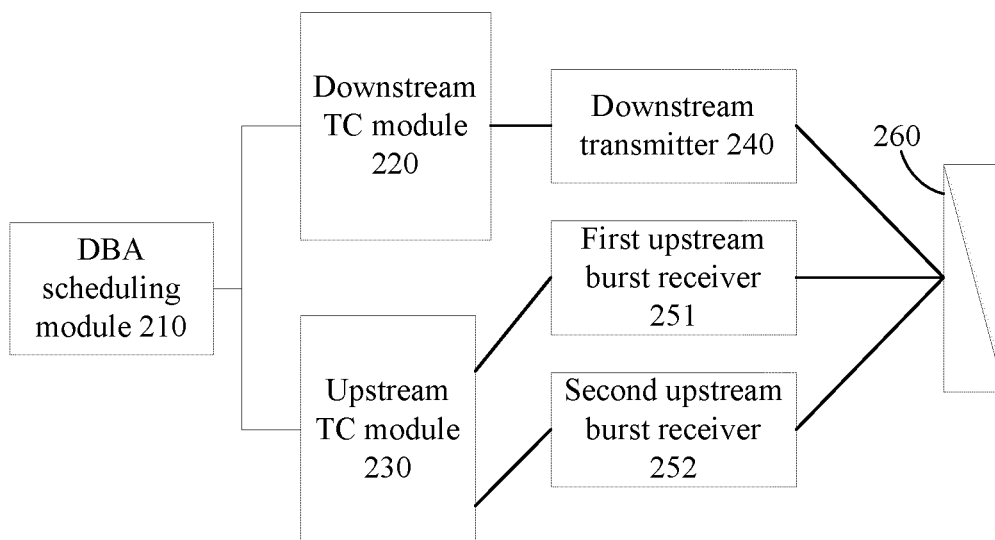 Downstream
TC module
220
Downstream
transmitter 240
260
DBA
scheduling
module 210
First upstream
burst receiver
251
Upstream
TC module
230
Second upstream
burst receiver
252